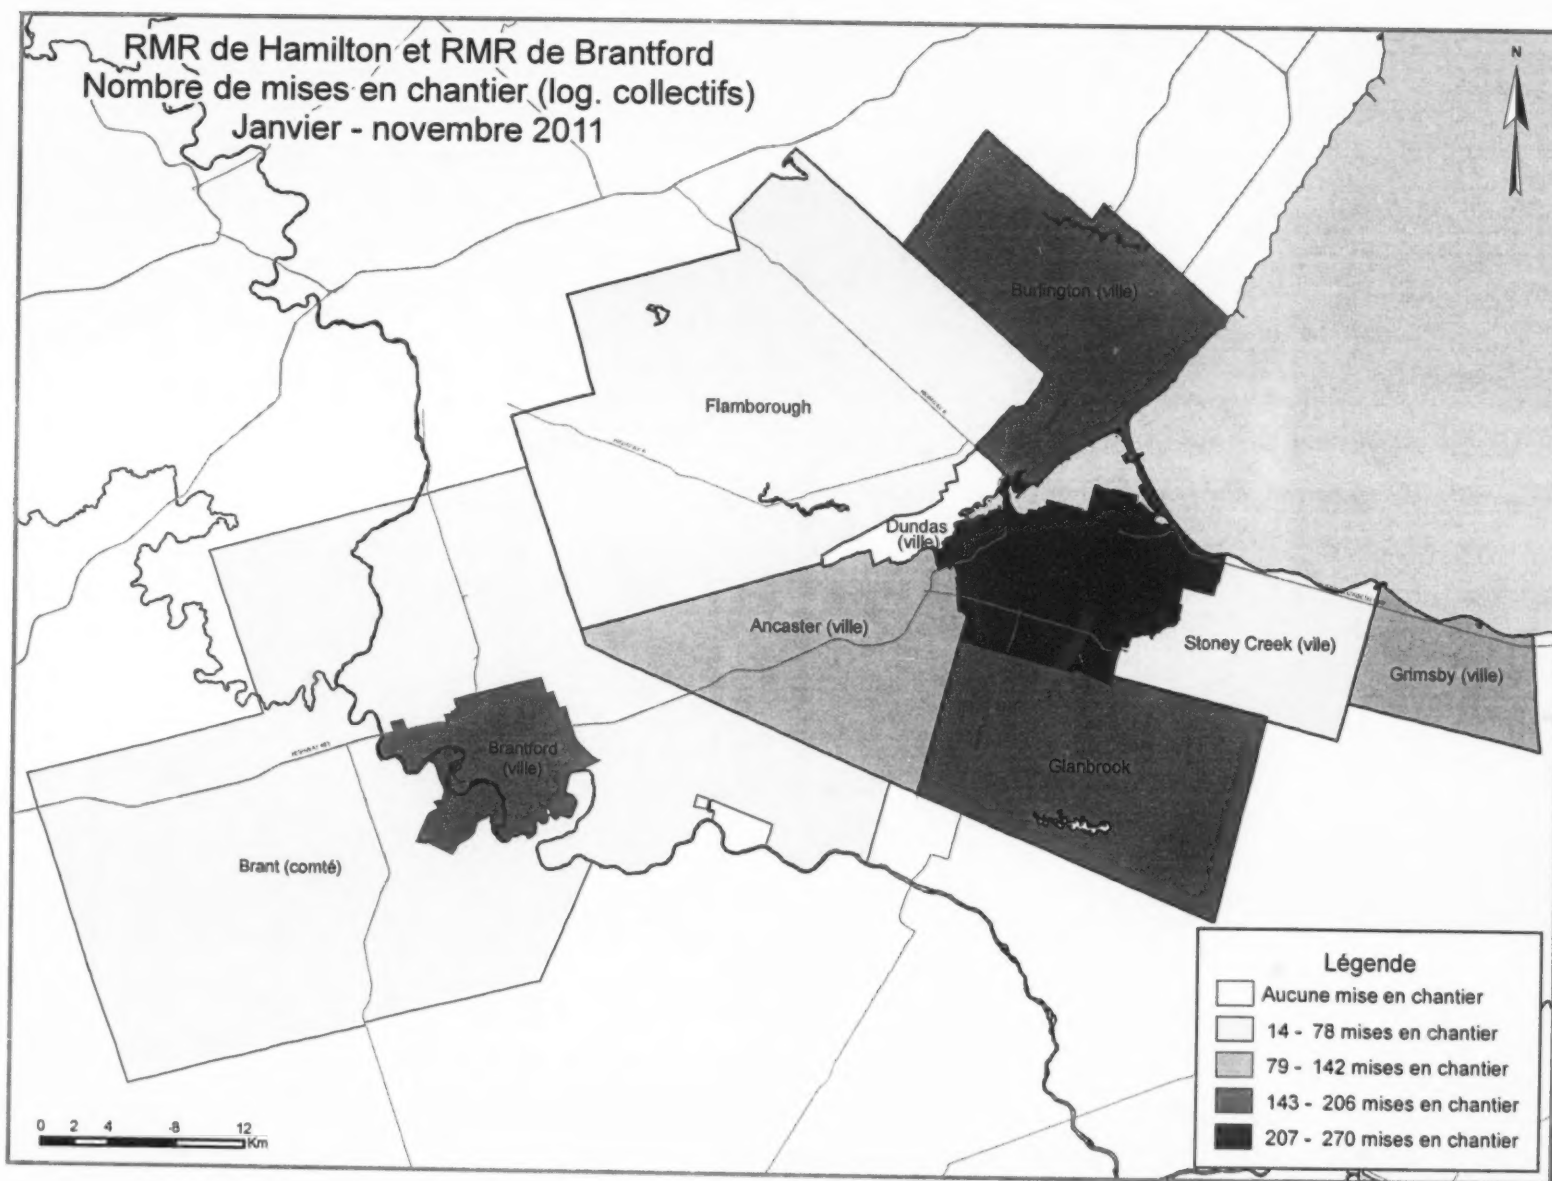 RMR de Hamilton et RMR de Brantford
Nombre de mises en chantier (log. collectifs)
Janvier - novembre 2011
N
Burlington (ville)
Flamborough
Dundas
(ville)
Ancaster (ville)
Stoney Creek (ville)
Grimsby (ville)
Brantford
(ville)
Glanbrook
Brant (comté)
Légende
Aucune mise en chantier
14 - 78 mises en chantier
79 - 142 mises en chantier
143 - 206 mises en chantier
207 - 270 mises en chantier
0 2 4 8 12
Km